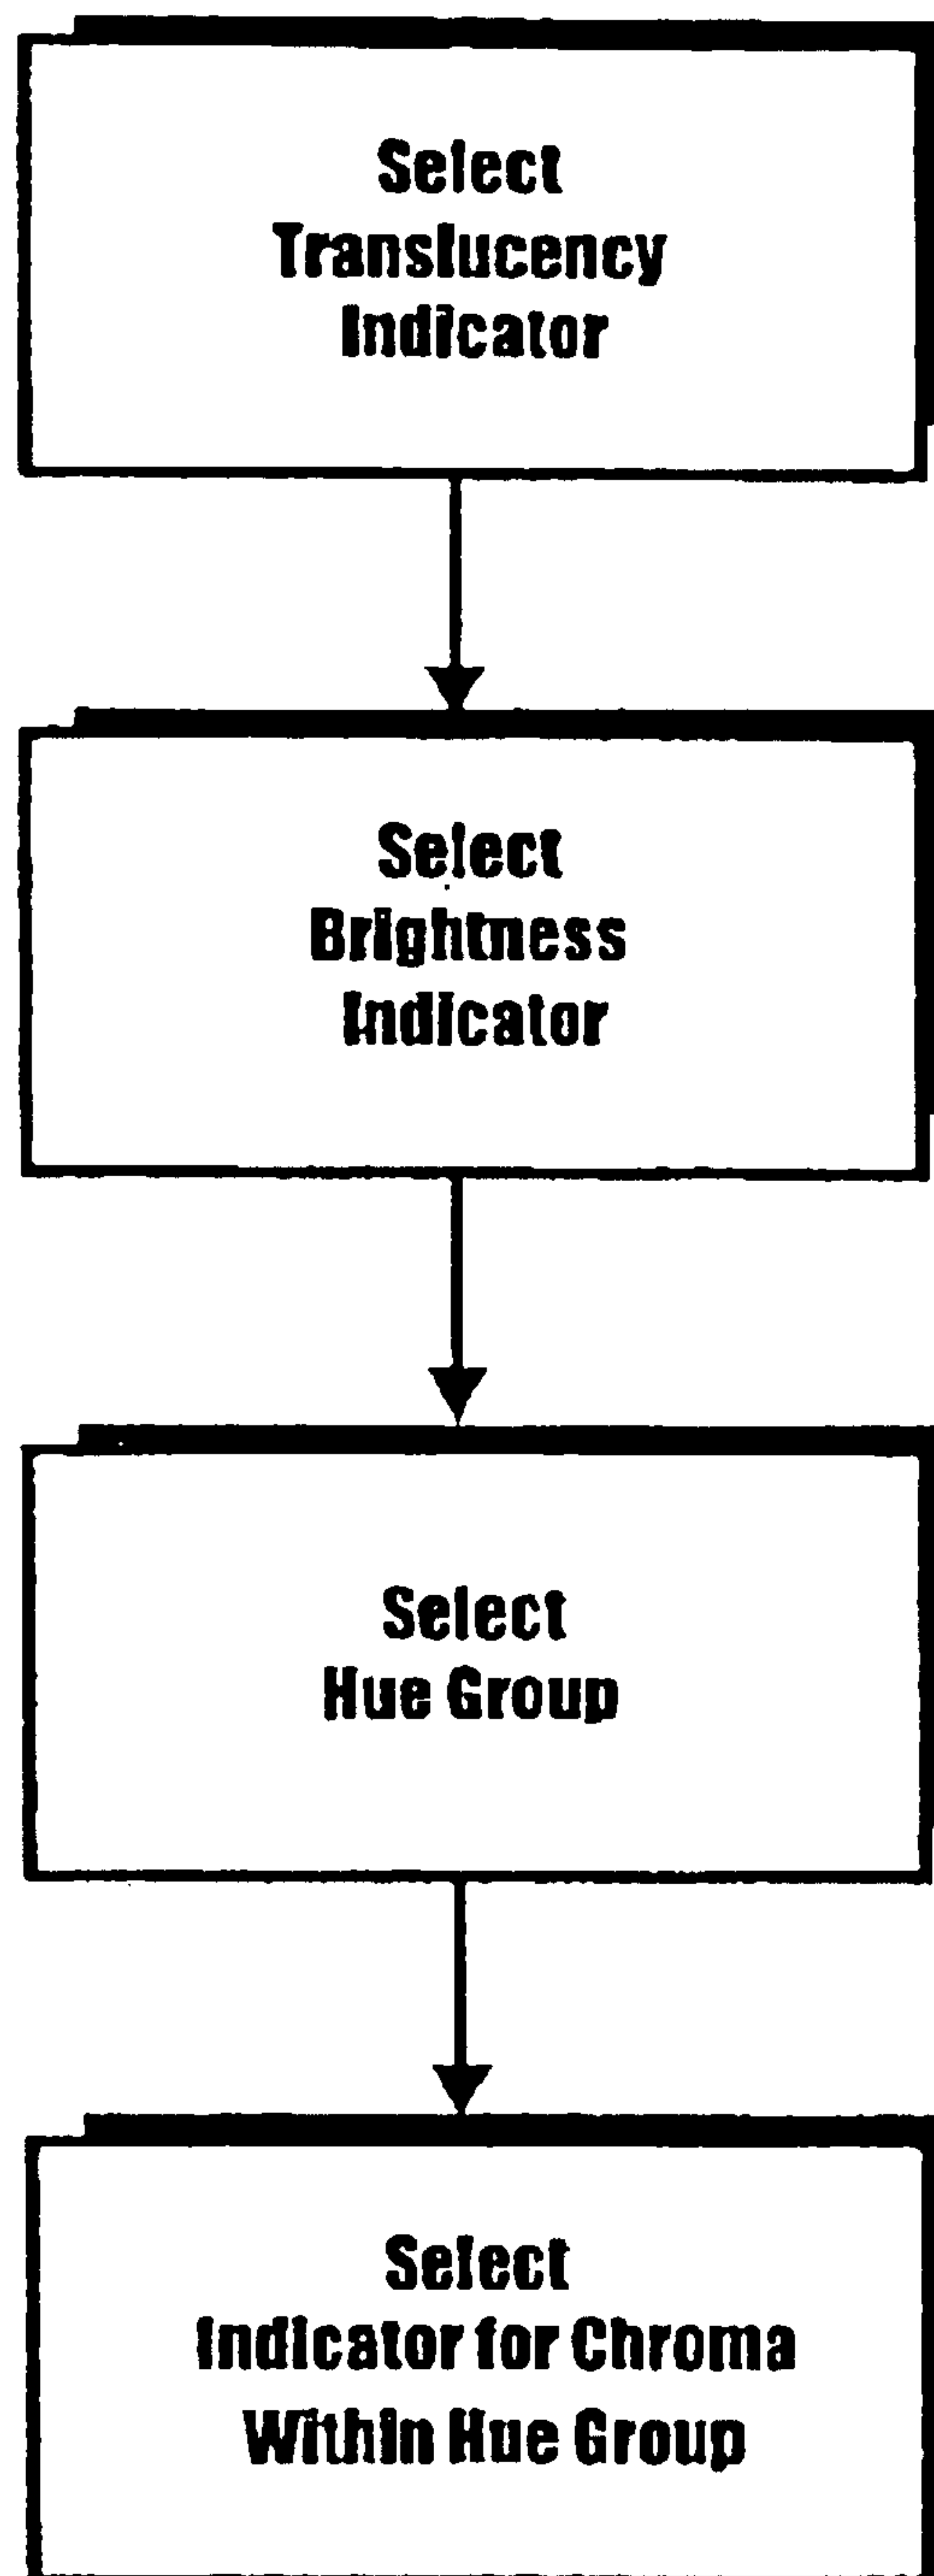 Select
Translucency
Indicator
Select
Brightness
Indicator
Select
Hue Group
Select
Indicator for Chroma
Within Hue Group